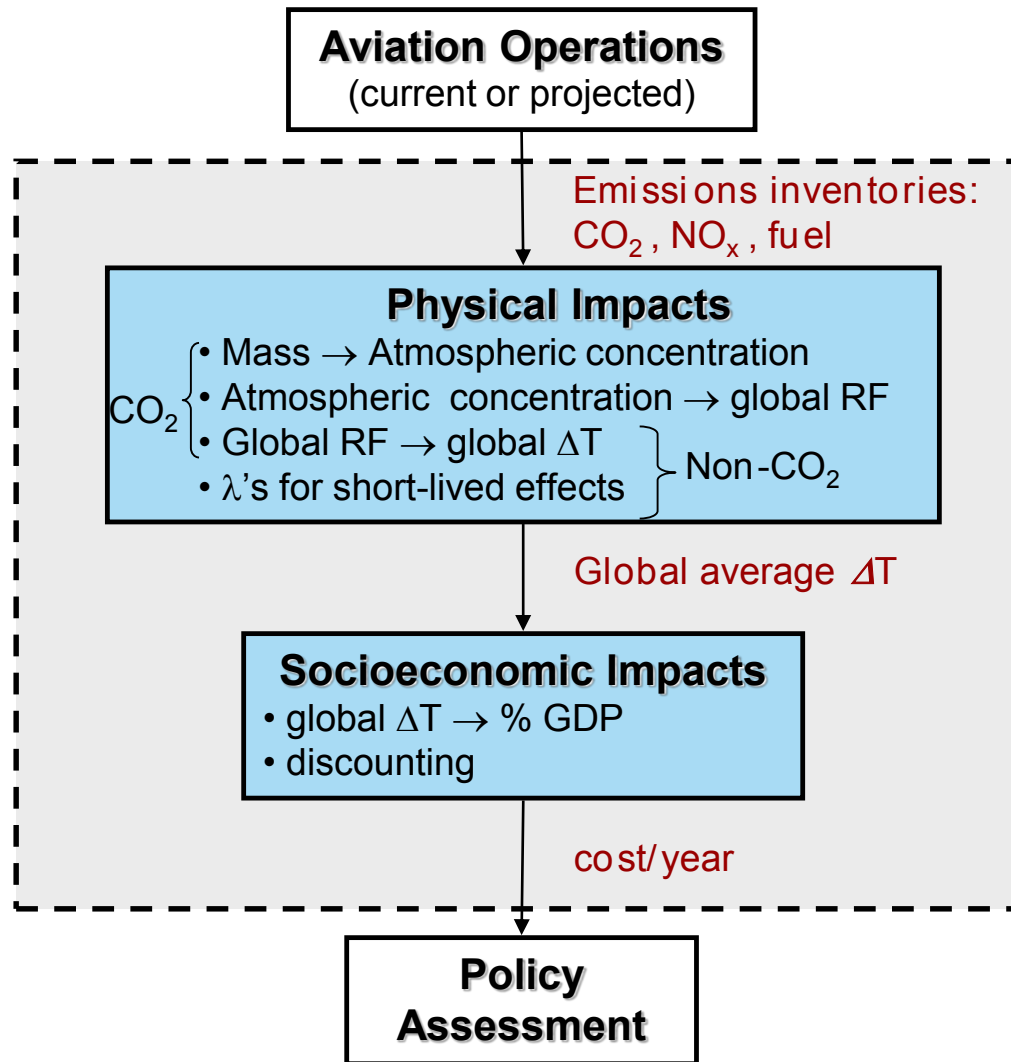 Aviation Operations
(current or projected)
Emissions inventories:
CO₂ , NOₓ , fuel
Physical Impacts
• Mass → Atmospheric concentration
• Atmospheric concentration → global RF
CO₂
• Global RF → global ΔT
Non-CO₂
• λ's for short-lived effects
Global average ΔT
Socioeconomic Impacts
• global ΔT → % GDP
• discounting
cost/year
Policy
Assessment